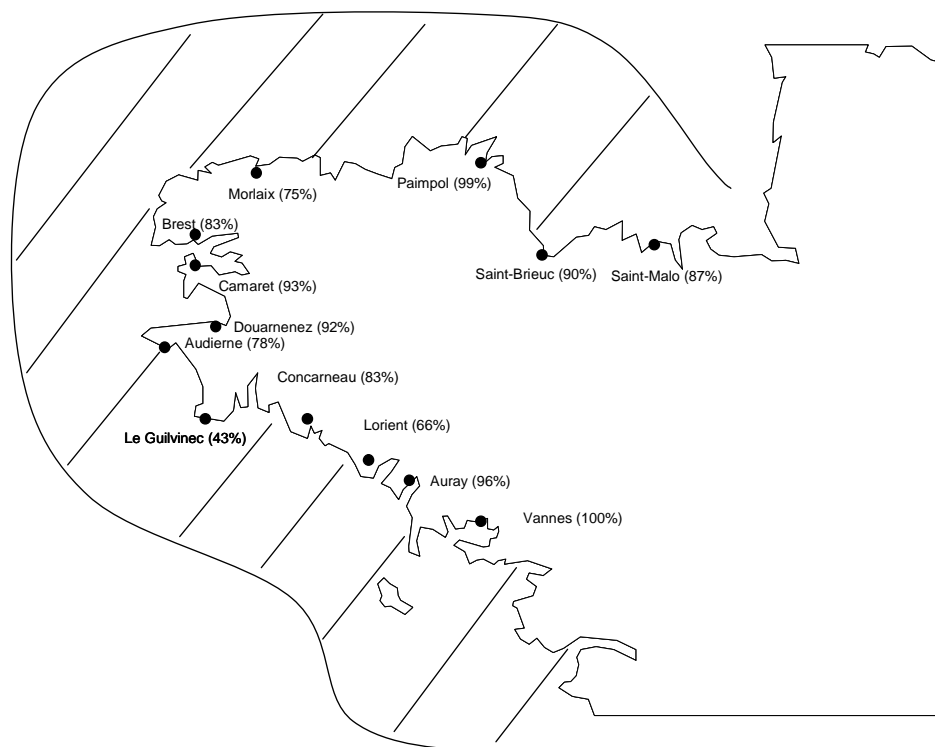 Paimpol (99%)
Morlaix (75%)
Brest (83%)
Saint-Brieuc (90%)
Saint-Malo (87%)
Camaret (93%)
Douarnenez (92%)
Audierne (78%)
Concarneau (83%)
Lorient (66%)
Le Guilvinec (43%)
Auray (96%)
Vannes (100%)